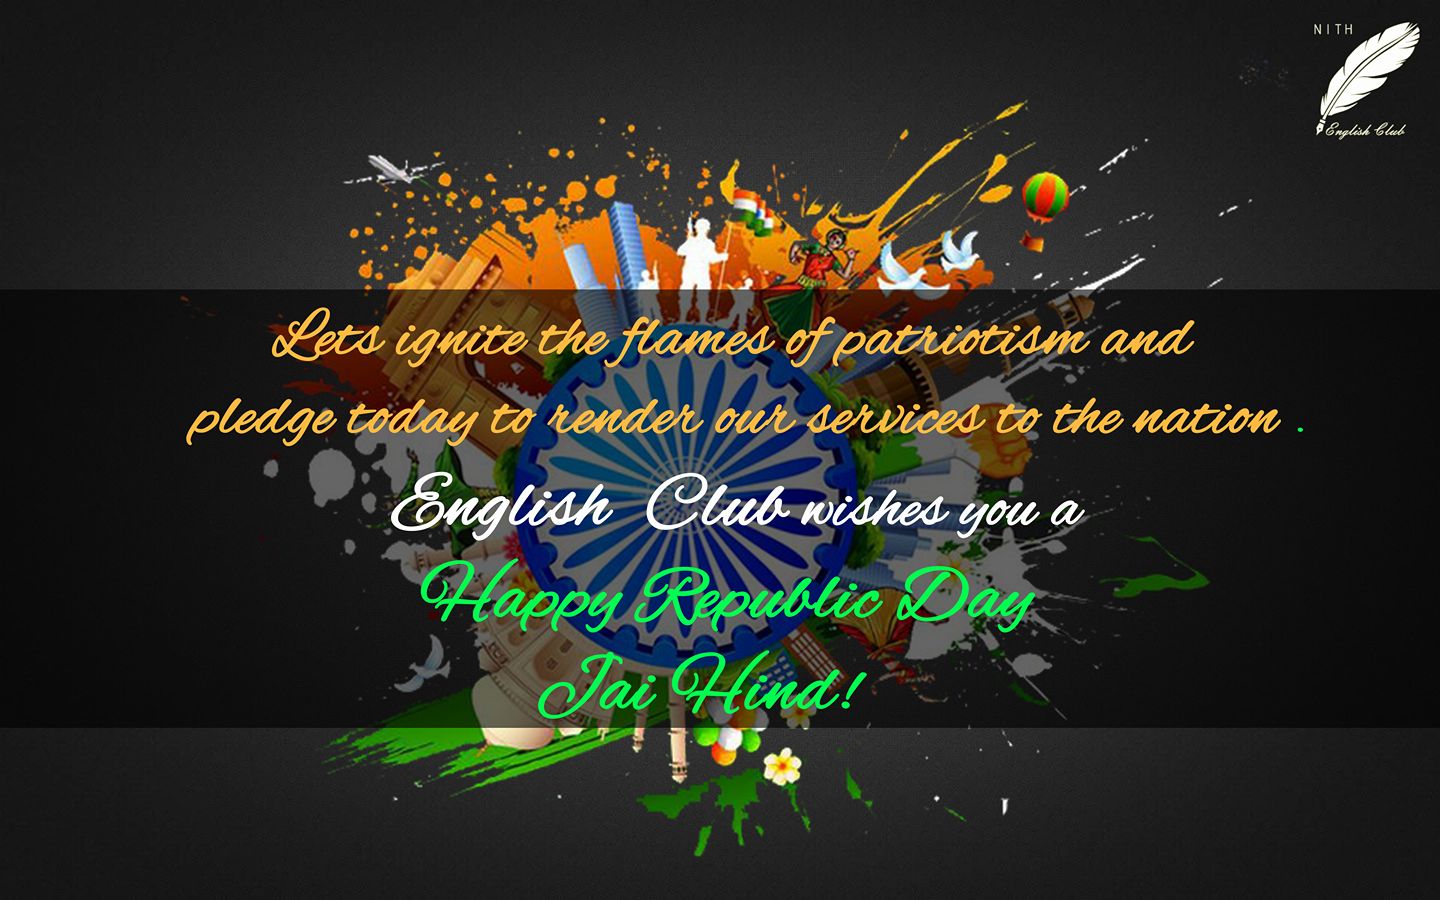 NITH
English Club
Lets ignite the flames of patriotism and
pledge today to render our services to the nation .
English Club wishes you a
Happy Republic Day
Jai Hind!